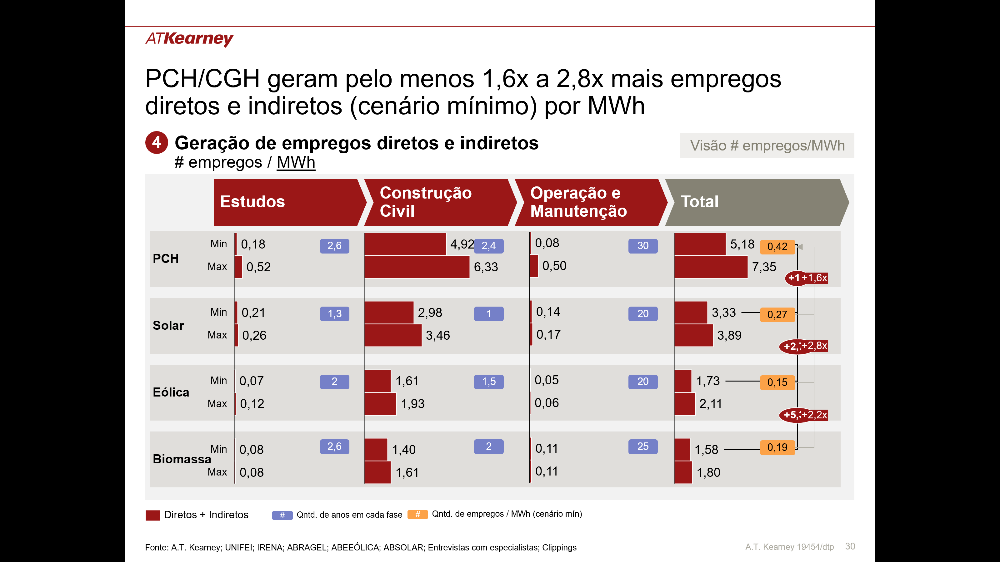 ATKearney
PCH/CGH geram pelo menos 1,6x a 2,8x mais empregos
diretos e indiretos (cenário mínimo) por MWh
4 Geração de empregos diretos e indiretos
# empregos / MWh
Visão # empregos/MWh
Estudos
Construção
Civil
Operação e
Manutenção
Total
PCH
Min 0,18 2,6 4,92 2,4 0,08 30 5,18 0,42
Max 0,52 6,33 0,50 7,35
+1,6x
Solar
Min 0,21 1,3 2,98 1 0,14 20 3,33 0,27
Max 0,26 3,46 0,17 3,89
+2,8x
Eólica
Min 0,07 2 1,61 1,5 0,05 20 1,73 0,15
Max 0,12 1,93 0,06 2,11
+2,2x
Biomassa
Min 0,08 2,6 1,40 2 0,11 25 1,58 0,19
Max 0,08 1,61 0,11 1,80
Diretos + Indiretos
# Qntd. de anos em cada fase
# Qntd. de empregos / MWh (cenário mín)
Fonte: A.T. Kearney; UNIFEI; IRENA; ABRAGEL; ABEEÓLICA; ABSOLAR; Entrevistas com especialistas; Clippings
A.T. Kearney 19454/dtp 30